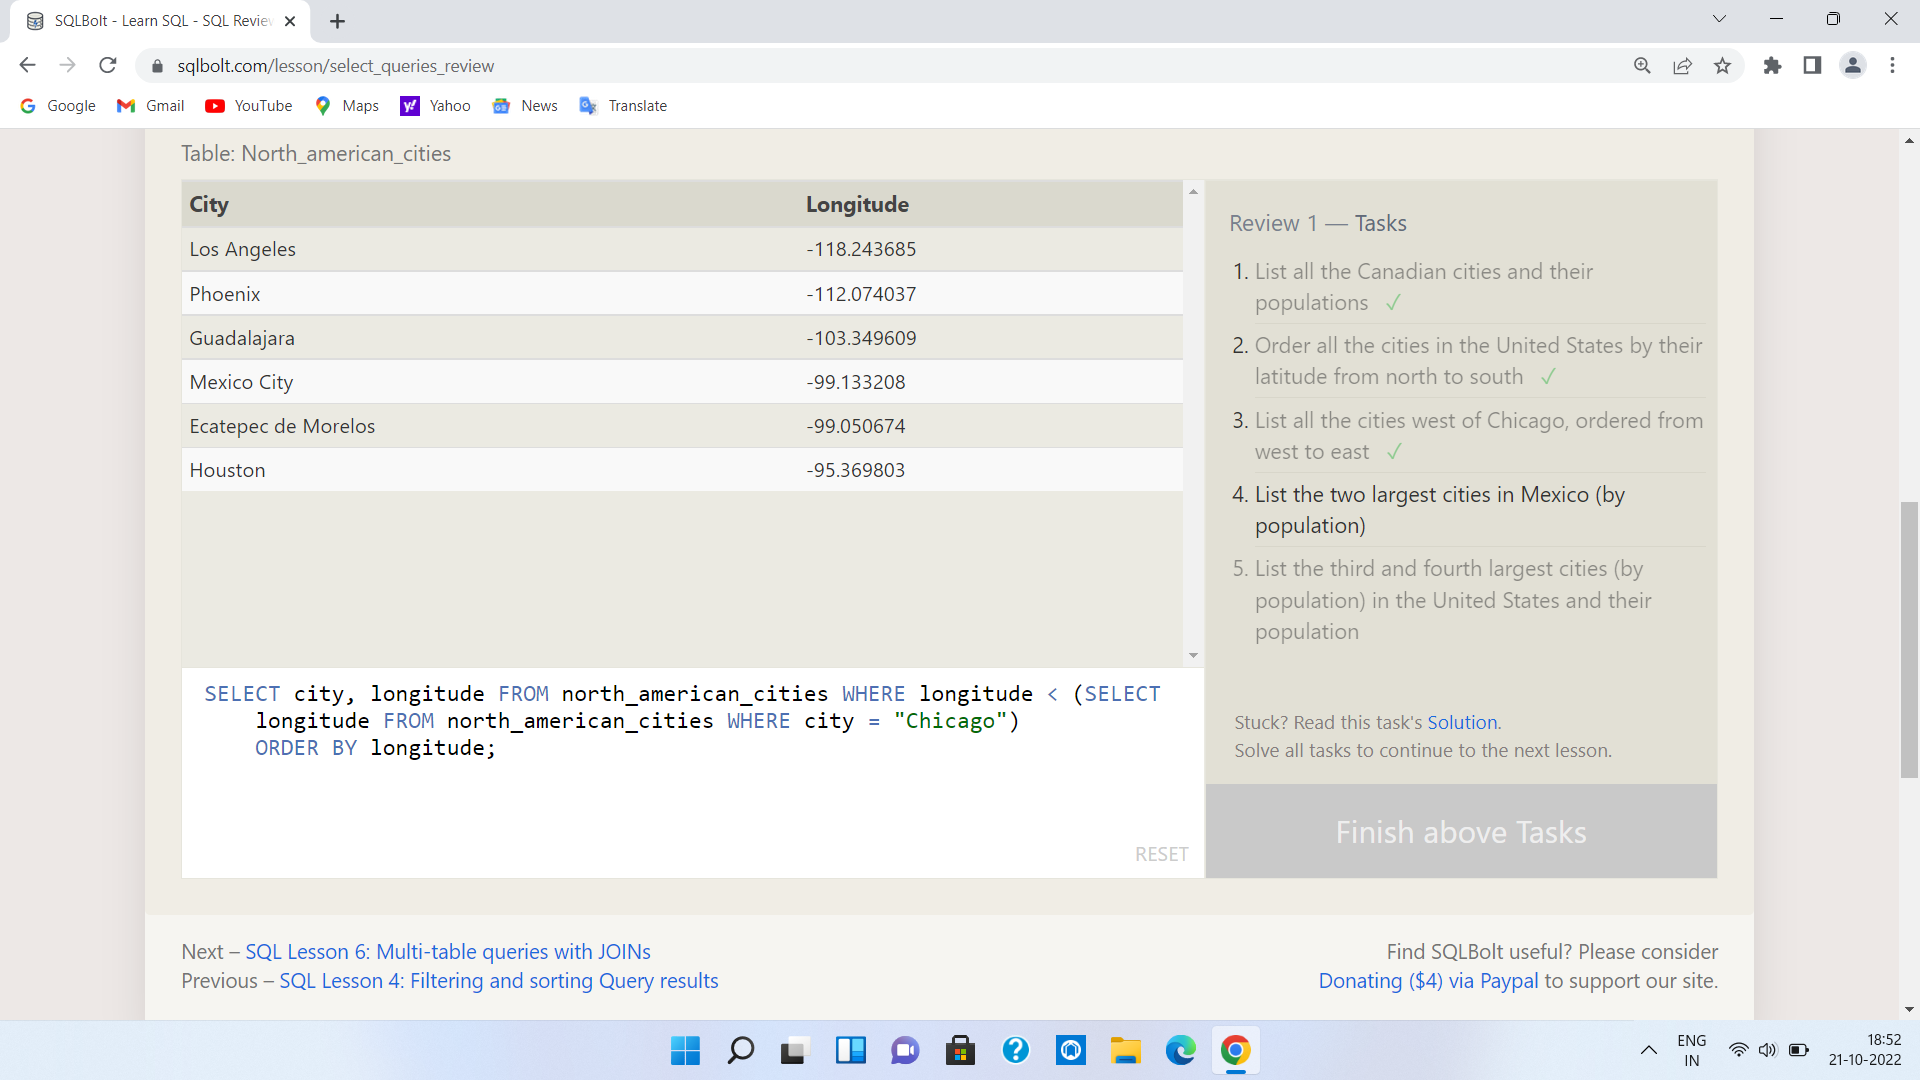 SQLBolt - Learn SQL - SQL Review
sqlbolt.com/lesson/select_queries_review
Google Gmail YouTube Maps Yahoo News Translate
Table: North_american_cities
City Longitude
Los Angeles -118.243685
Phoenix -112.074037
Guadalajara -103.349609
Mexico City -99.133208
Ecatepec de Morelos -99.050674
Houston -95.369803
SELECT city, longitude FROM north_american_cities WHERE longitude < (SELECT
longitude FROM north_american_cities WHERE city = "Chicago")
ORDER BY longitude;
RESET
Review 1 — Tasks
1. List all the Canadian cities and their
populations ✓
2. Order all the cities in the United States by their
latitude from north to south ✓
3. List all the cities west of Chicago, ordered from
west to east ✓
4. List the two largest cities in Mexico (by
population)
5. List the third and fourth largest cities (by
population) in the United States and their
population
Stuck? Read this task's Solution.
Solve all tasks to continue to the next lesson.
Finish above Tasks
Next – SQL Lesson 6: Multi-table queries with JOINs
Previous – SQL Lesson 4: Filtering and sorting Query results
Find SQLBolt useful? Please consider
Donating ($4) via Paypal to support our site.
ENG
IN
18:52
21-10-2022